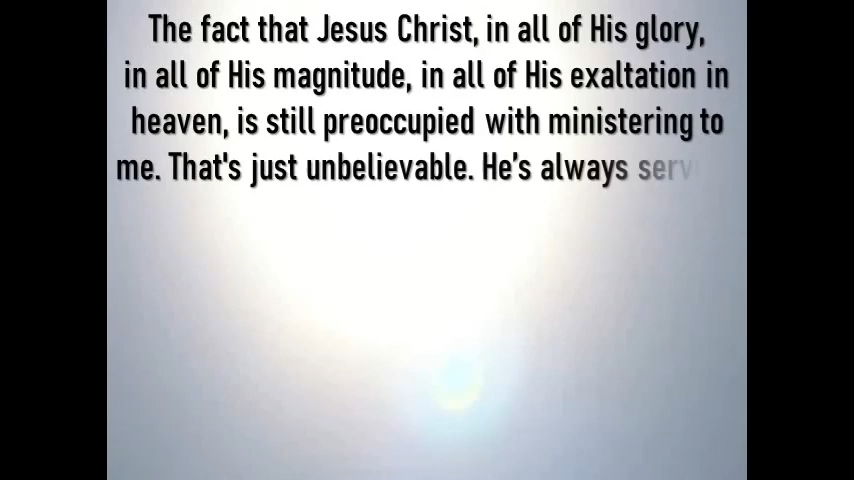 The fact that Jesus Christ, in all of His glory,
in all of His magnitude, in all of His exaltation in
heaven, is still preoccupied with ministering to
me. That's just unbelievable. He's always